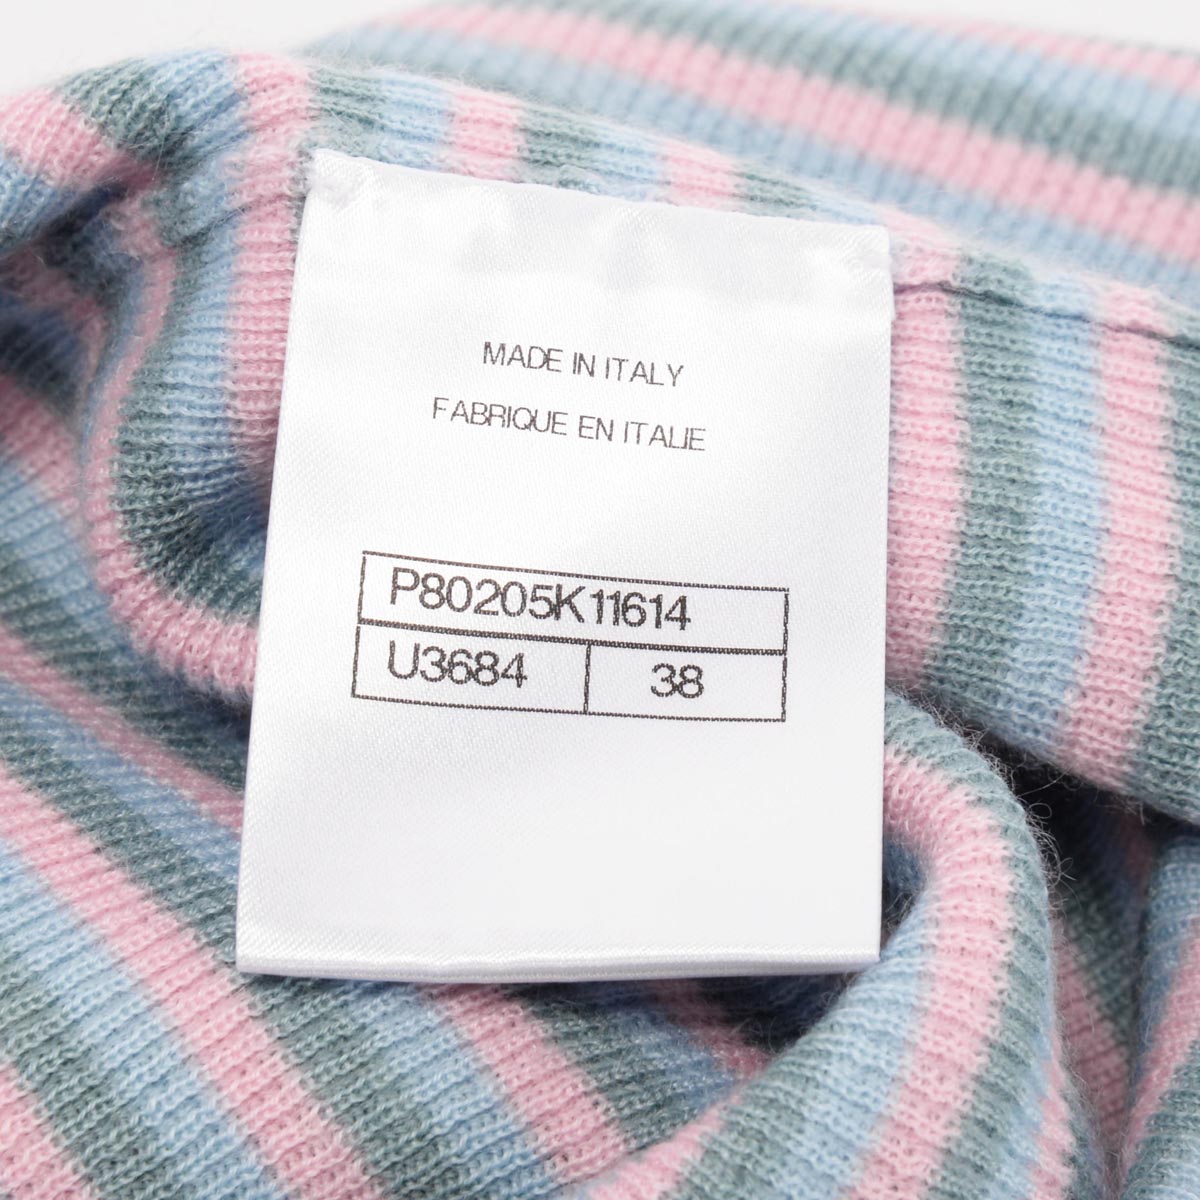 MADE IN ITALY
FABRIQUE EN ITALIE
P80205K11614
U3684 38